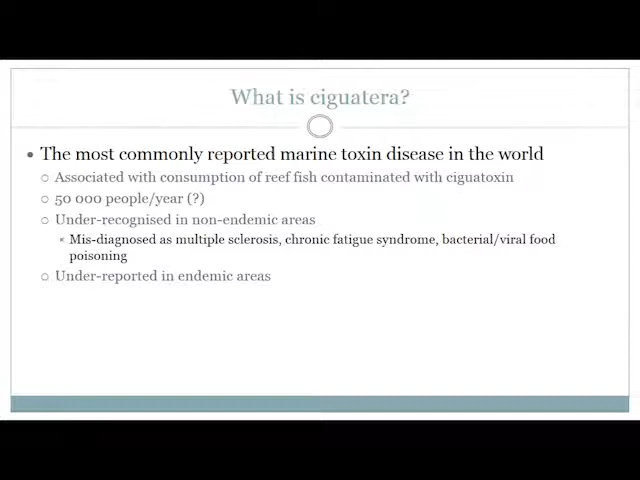 What is ciguatera?
• The most commonly reported marine toxin disease in the world
○ Associated with consumption of reef fish contaminated with ciguatoxin
○ 50 000 people/year (?)
○ Under-recognised in non-endemic areas
× Mis-diagnosed as multiple sclerosis, chronic fatigue syndrome, bacterial/viral food
poisoning
○ Under-reported in endemic areas